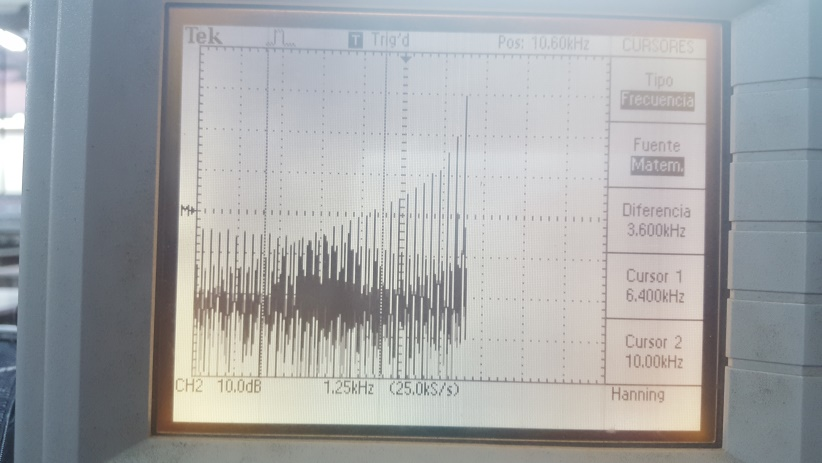 Tek T Trig'd Pos: 10.60kHz CURSORES
Tipo
Frecuencia
Fuente
Matem.
M
Diferencia
3.600kHz
Cursor 1
6.400kHz
Cursor 2
10.00kHz
CH2 10.0dB 1.25kHz (25.0kS/s) Hanning